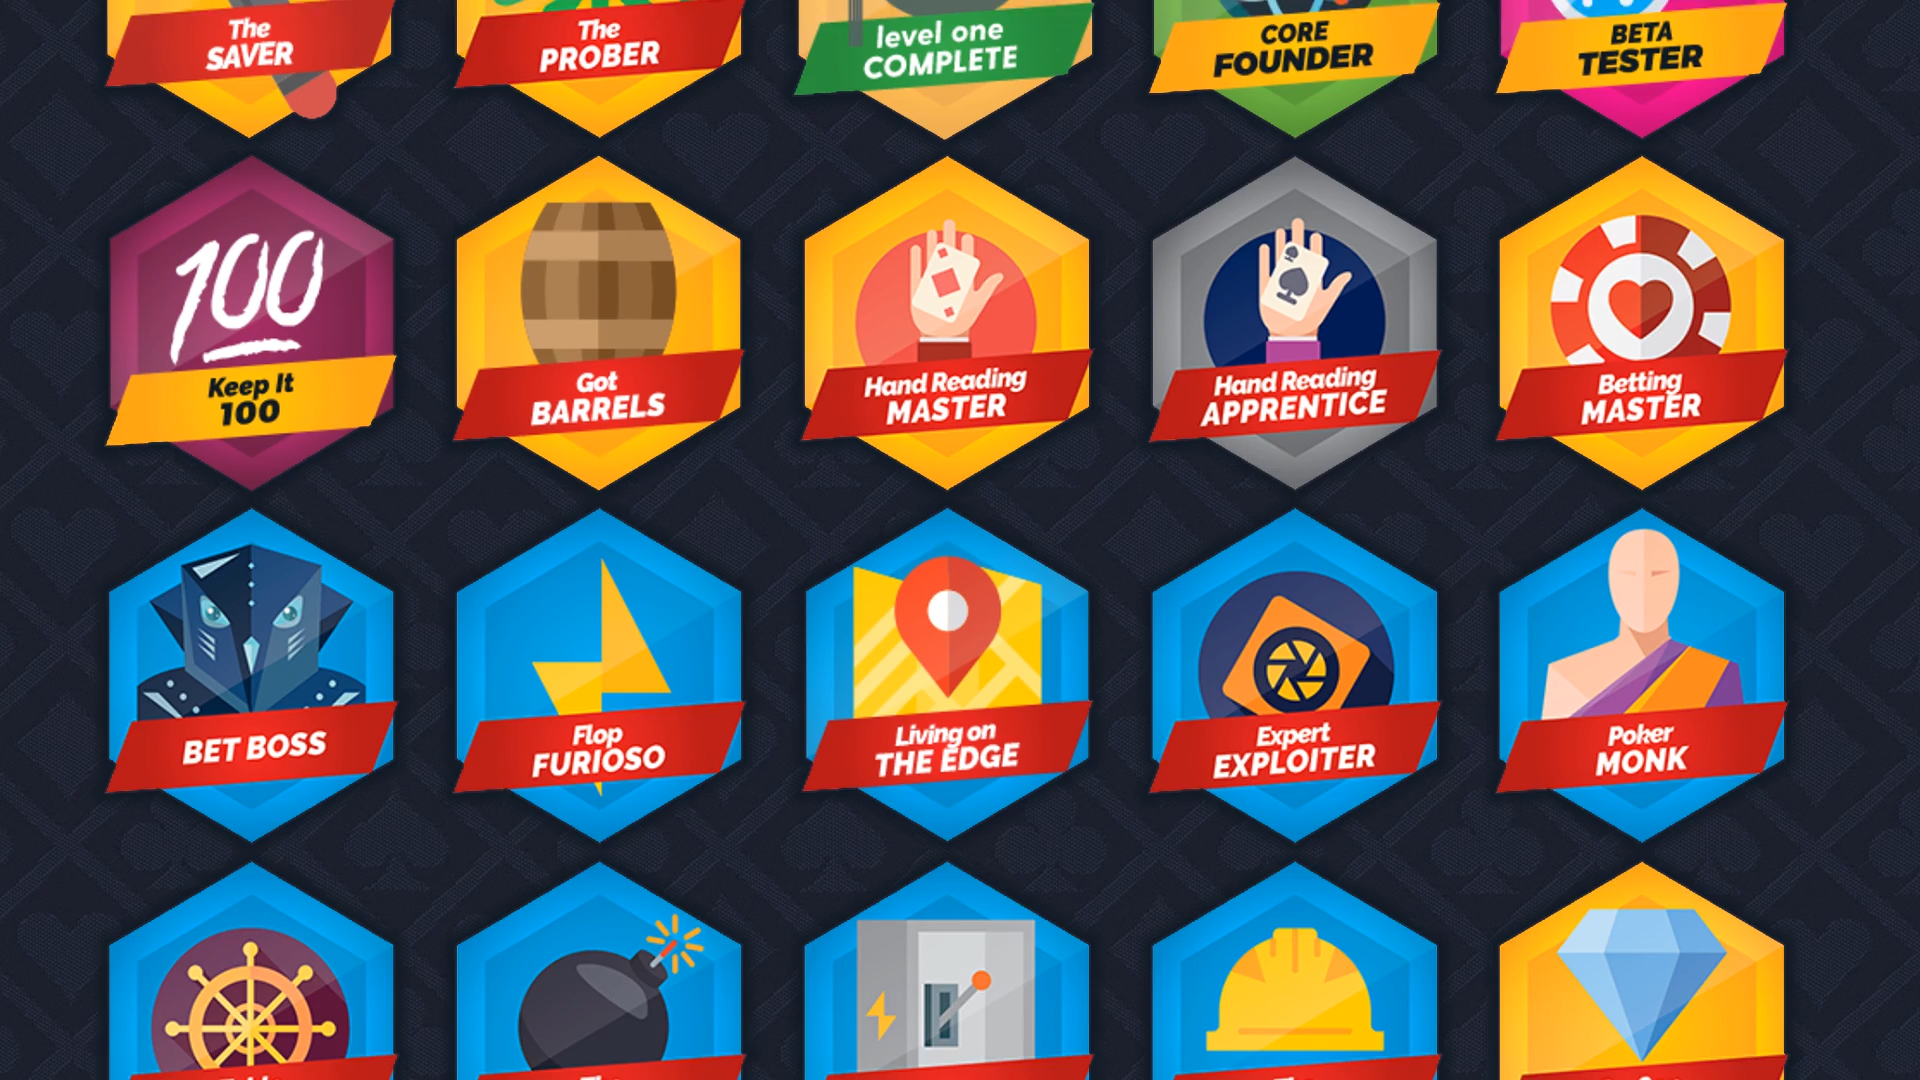 The
SAVER
The
PROBER
level one
COMPLETE
CORE
FOUNDER
BETA
TESTER
100
Keep It
100
Got
BARRELS
Hand Reading
MASTER
Hand Reading
APPRENTICE
Betting
MASTER
BET BOSS
Flop
FURIOSO
Living on
THE EDGE
Expert
EXPLOITER
Poker
MONK